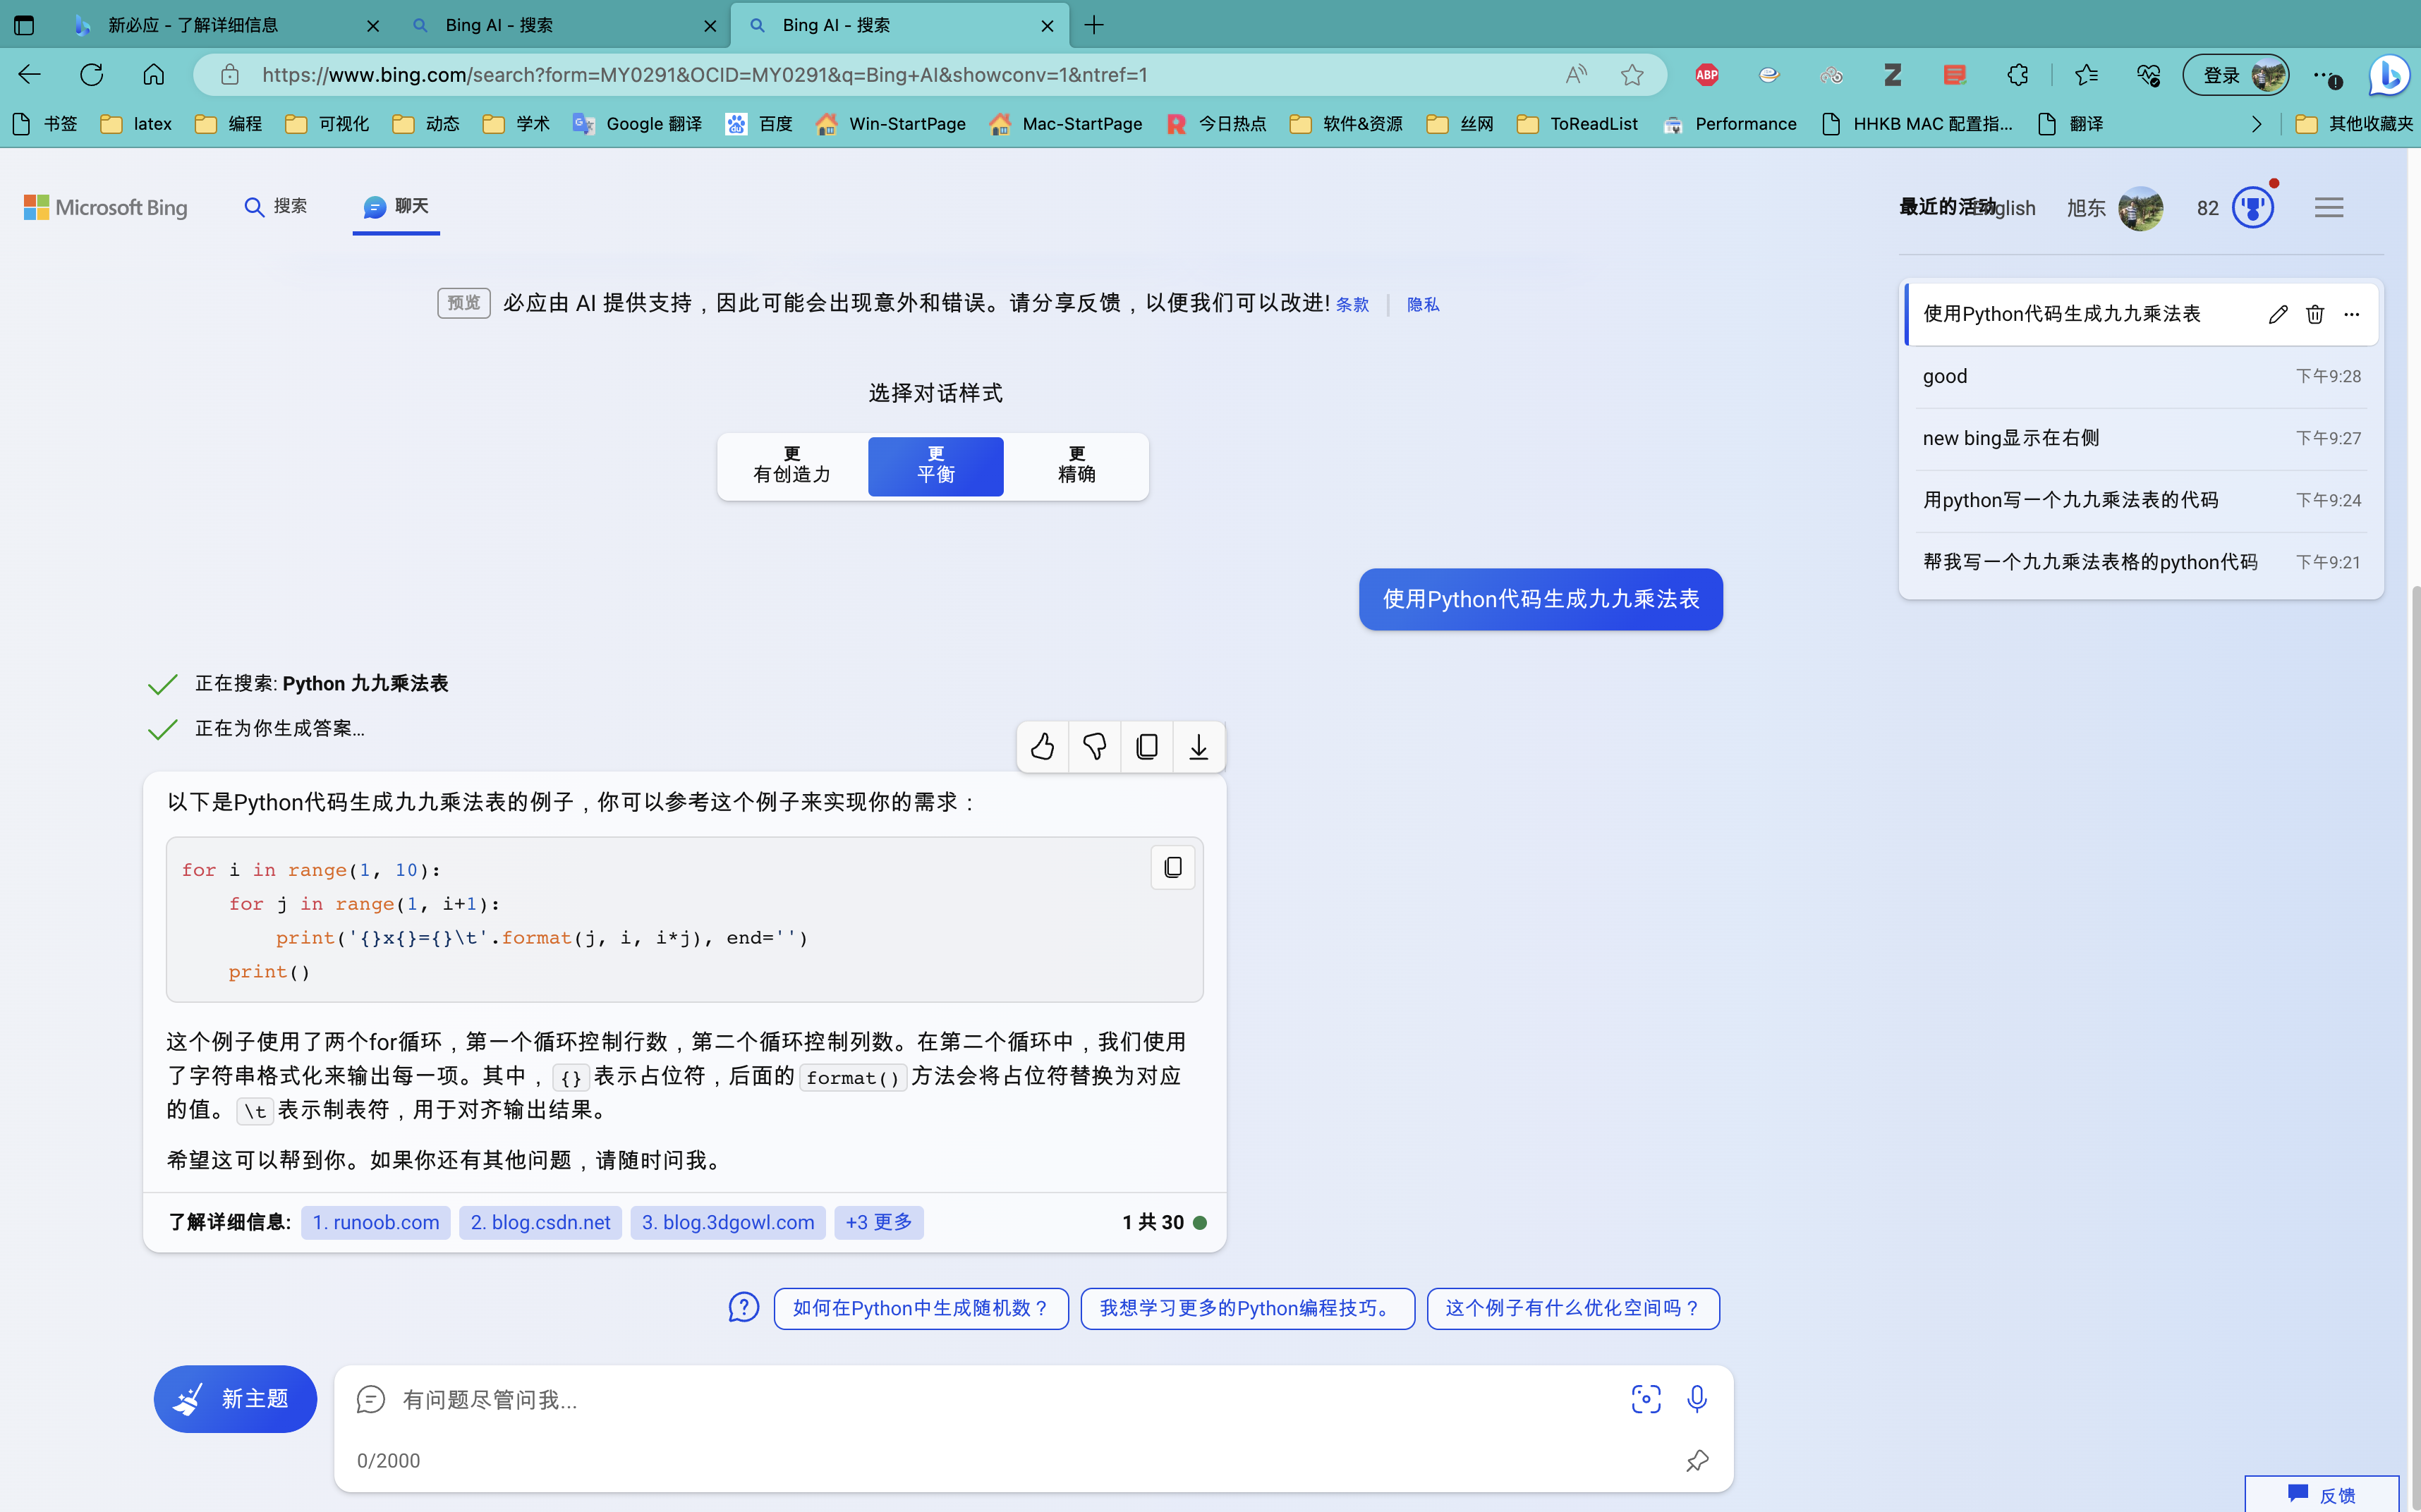 新必应 - 了解详细信息
Bing AI - 搜索
Bing AI - 搜索
https://www.bing.com/search?form=MY0291&OCID=MY0291&q=Bing+AI&showconv=1&ntref=1
ABP
Z
登录
书签
latex
编程
可视化
动态
学术
Google 翻译
百度
Win-StartPage
Mac-StartPage
R 今日热点
软件&资源
丝网
ToReadList
Performance
HHKB MAC 配置指...
翻译
其他收藏夹
Microsoft Bing
搜索
聊天
最近的活动
English
旭东
82
预览 必应由 AI 提供支持，因此可能会出现意外和错误。请分享反馈，以便我们可以改进! 条款 | 隐私
选择对话样式
更
有创造力
更
平衡
更
精确
使用Python代码生成九九乘法表
good 下午9:28
new bing显示在右侧 下午9:27
用python写一个九九乘法表的代码 下午9:24
帮我写一个九九乘法表格的python代码 下午9:21
使用Python代码生成九九乘法表
正在搜索: Python 九九乘法表
正在为你生成答案...
以下是Python代码生成九九乘法表的例子，你可以参考这个例子来实现你的需求：
for i in range(1, 10):
    for j in range(1, i+1):
        print('{}x{}={}\t'.format(j, i, i*j), end='')
    print()
这个例子使用了两个for循环，第一个循环控制行数，第二个循环控制列数。在第二个循环中，我们使用
了字符串格式化来输出每一项。其中，{} 表示占位符，后面的 format() 方法会将占位符替换为对应
的值。\t 表示制表符，用于对齐输出结果。
希望这可以帮到你。如果你还有其他问题，请随时问我。
了解详细信息: 1. runoob.com 2. blog.csdn.net 3. blog.3dgowl.com +3 更多 1 共 30
如何在Python中生成随机数？
我想学习更多的Python编程技巧。
这个例子有什么优化空间吗？
新主题
有问题尽管问我...
0/2000
反馈